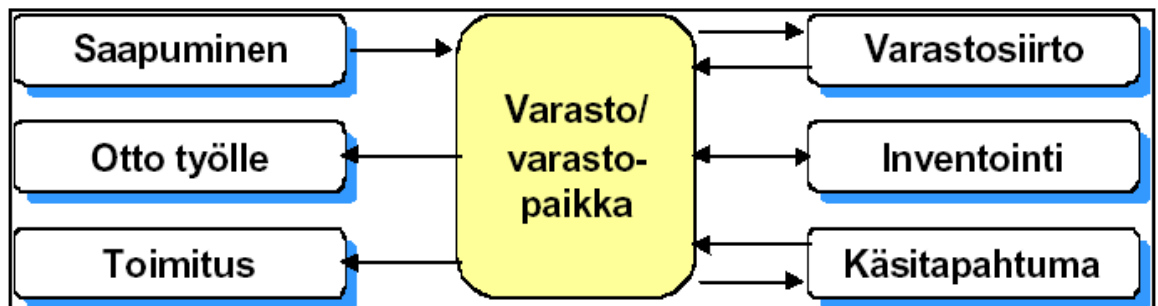 Saapuminen
Otto työlle
Toimitus
Varasto/
varasto-
paikka
Varastosiirto
Inventointi
Käsitapahtuma